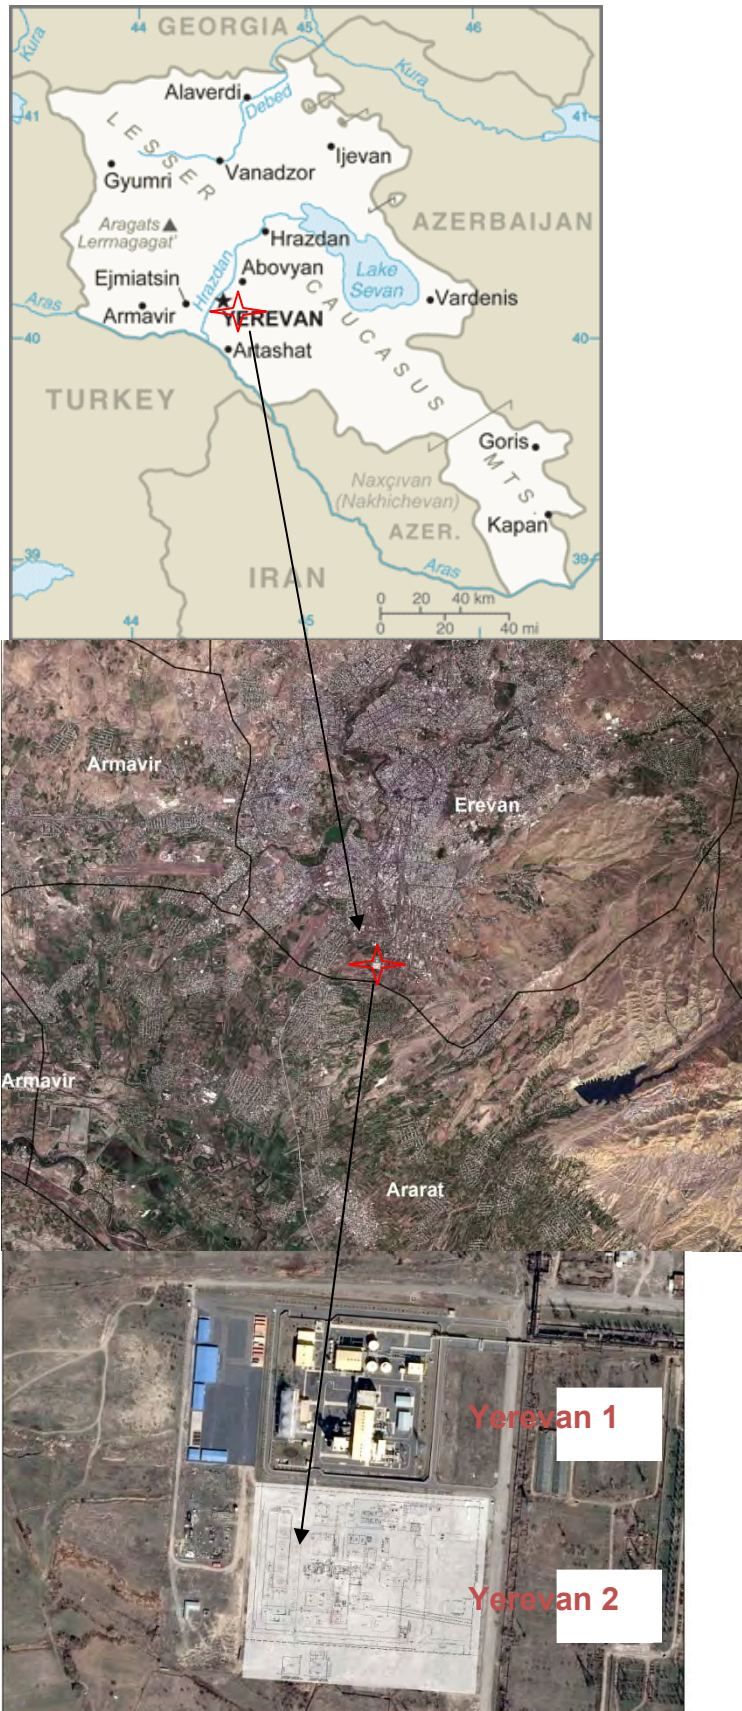 44
45
46
GEORGIA
Kura
Kura
Alaverdi
Debed
41
41
LESSER
Ijevan
Vanadzor
Gyumri
AZERBAIJAN
Aragats
Lerrnagagat'
Hrazdan
Hrazdan
Abovyan
Lake
Sevan
Ejmiatsin
Vardenis
Aras
Armavir
YEREVAN
CAUCASUS
40
40
Artashat
TURKEY
Goris
MTS.
Naxçıvan
(Nakhichevan)
Kapan
AZER.
39
39
Aras
IRAN
0 20 40 km
0 20 40 mi
44
45
Armavir
Erevan
Armavir
Ararat
Yerevan 1
Yerevan 2